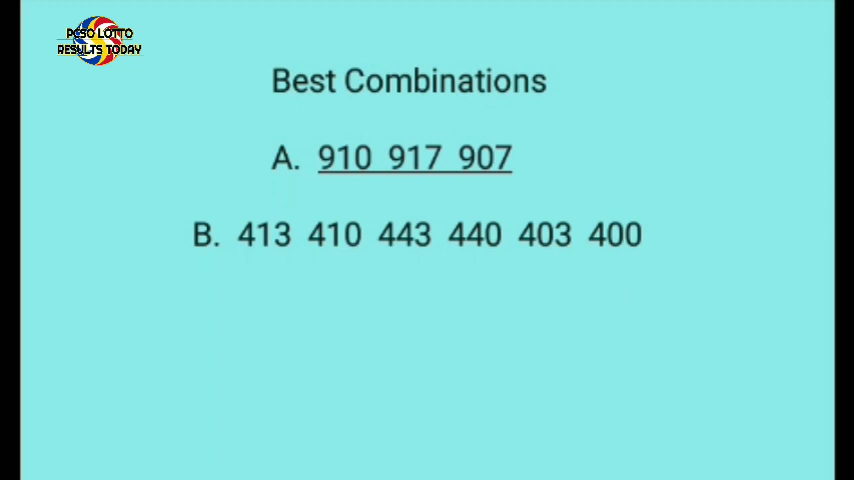 PCSO LOTTO
RESULTS TODAY
Best Combinations
A. 910 917 907
B. 413 410 443 440 403 400